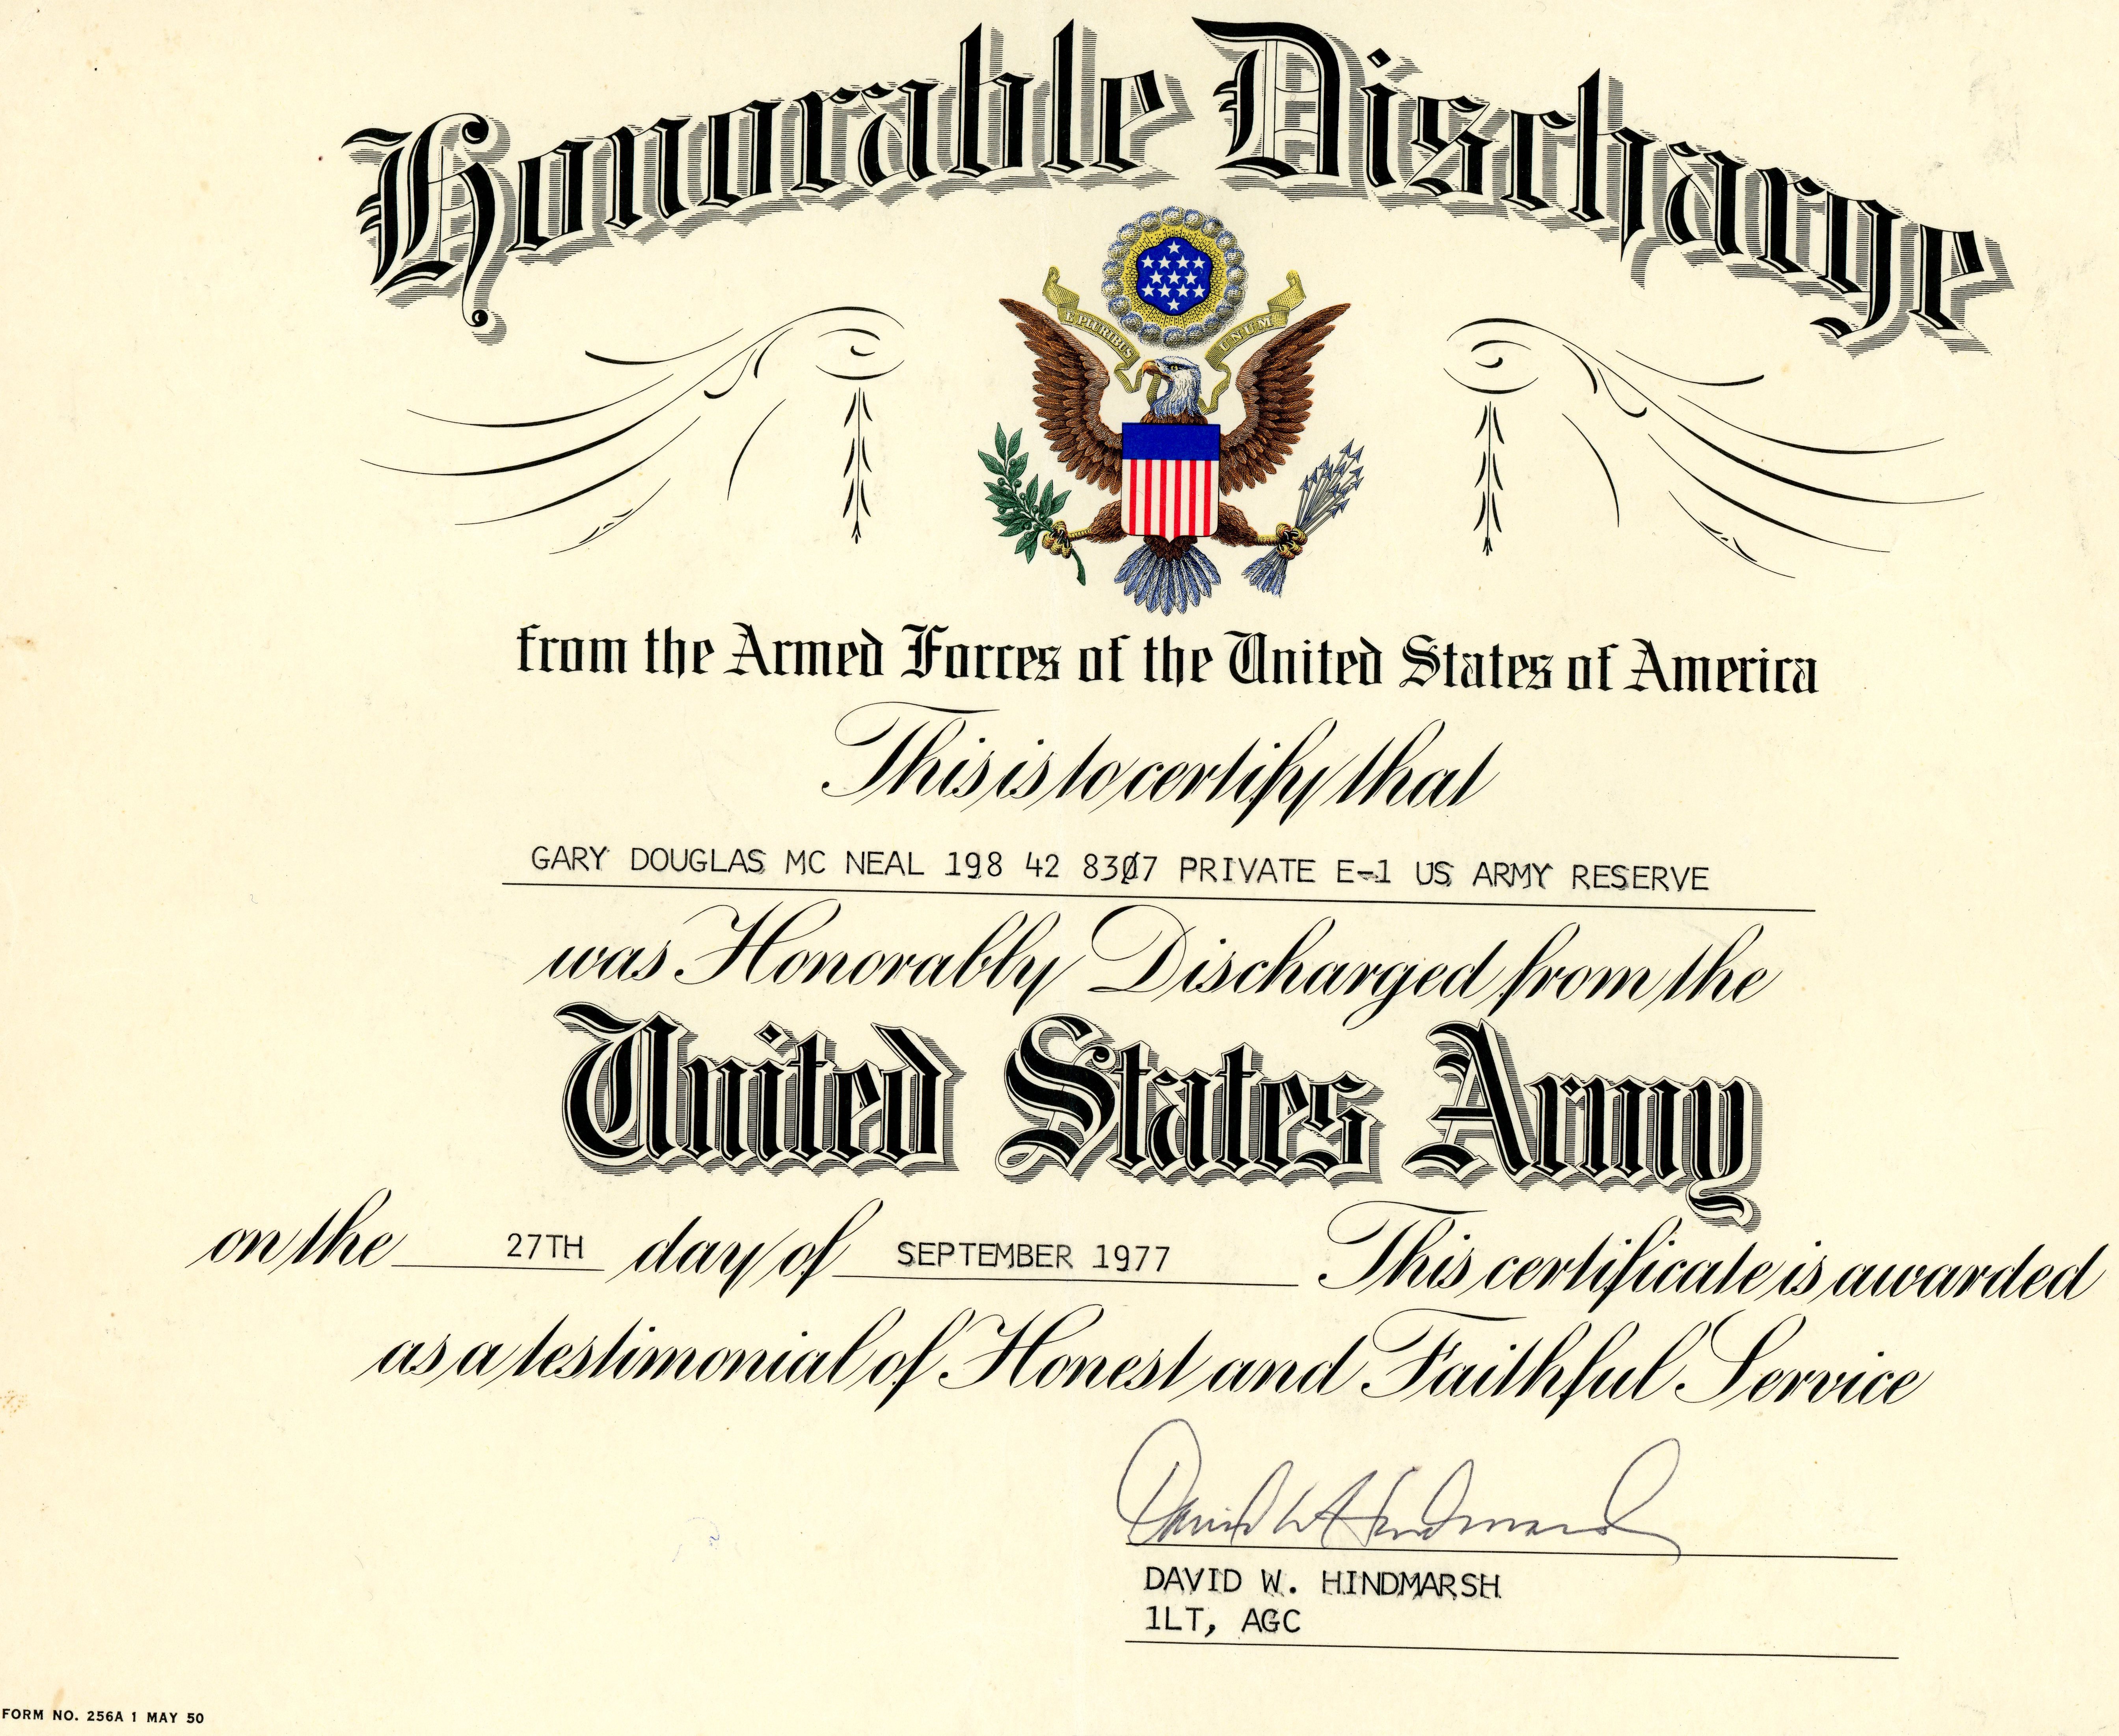 Honorable Discharge
E PLURIBUS UNUM
from the Armed Forces of the United States of America
This is to certify that
GARY DOUGLAS MC NEAL 198 42 8307 PRIVATE E-1 US ARMY RESERVE
was Honorably Discharged from the
United States Army
on the 27TH day of SEPTEMBER 1977 This certificate is awarded
as a testimonial of Honest and Faithful Service
David W Hindmarsh
DAVID W. HINDMARSH
1LT, AGC
FORM NO. 256A 1 MAY 50